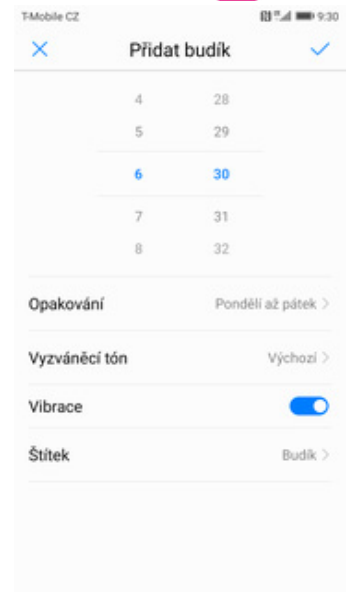 T-Mobile CZ 9:30
Přidat budík
4 28
5 29
6 30
7 31
8 32
Opakování Pondělí až pátek
Vyzváněcí tón Výchozí
Vibrace
Štítek Budík